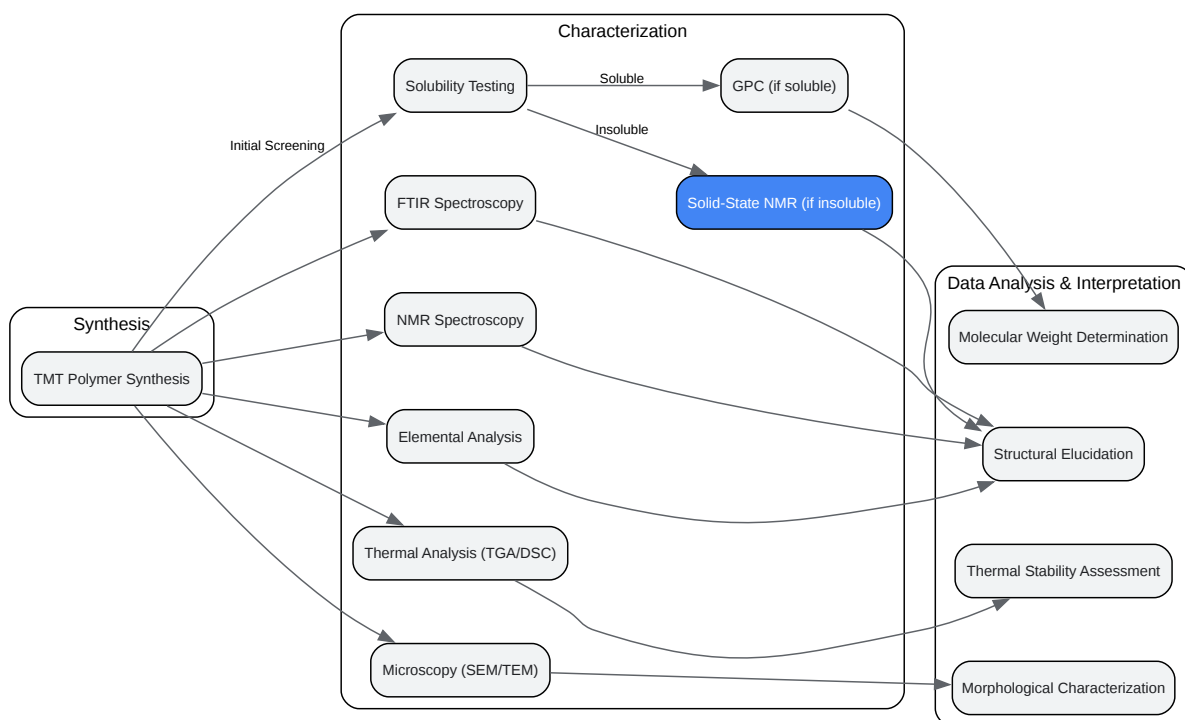 Characterization
Solubility Testing
Soluble
GPC (if soluble)
Initial Screening
Insoluble
FTIR Spectroscopy
Solid-State NMR (if insoluble)
Data Analysis & Interpretation
Synthesis
NMR Spectroscopy
Molecular Weight Determination
TMT Polymer Synthesis
Elemental Analysis
Structural Elucidation
Thermal Analysis (TGA/DSC)
Thermal Stability Assessment
Microscopy (SEM/TEM)
Morphological Characterization